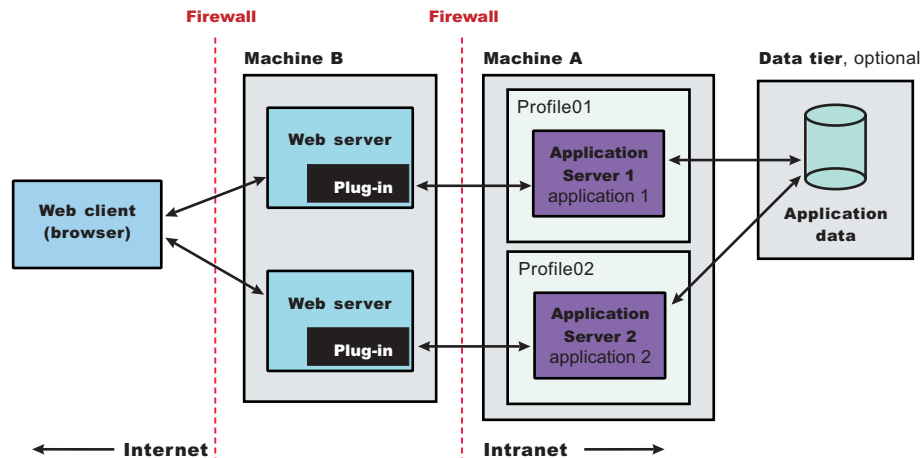 Firewall
Firewall
Machine B
Machine A
Data tier, optional
Web server
Plug-in
Profile01
Application
Server 1
application 1
Web client
(browser)
Application
data
Web server
Plug-in
Profile02
Application
Server 2
application 2
Internet
Intranet